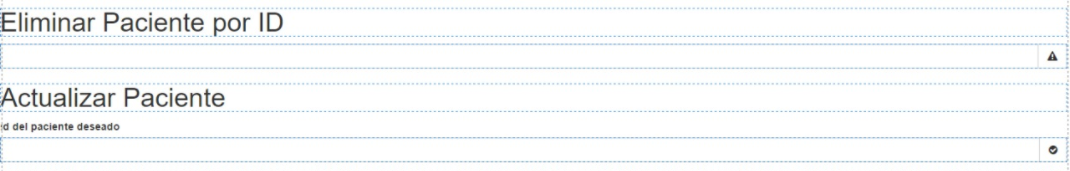 Eliminar Paciente por ID
Actualizar Paciente
id del paciente deseado